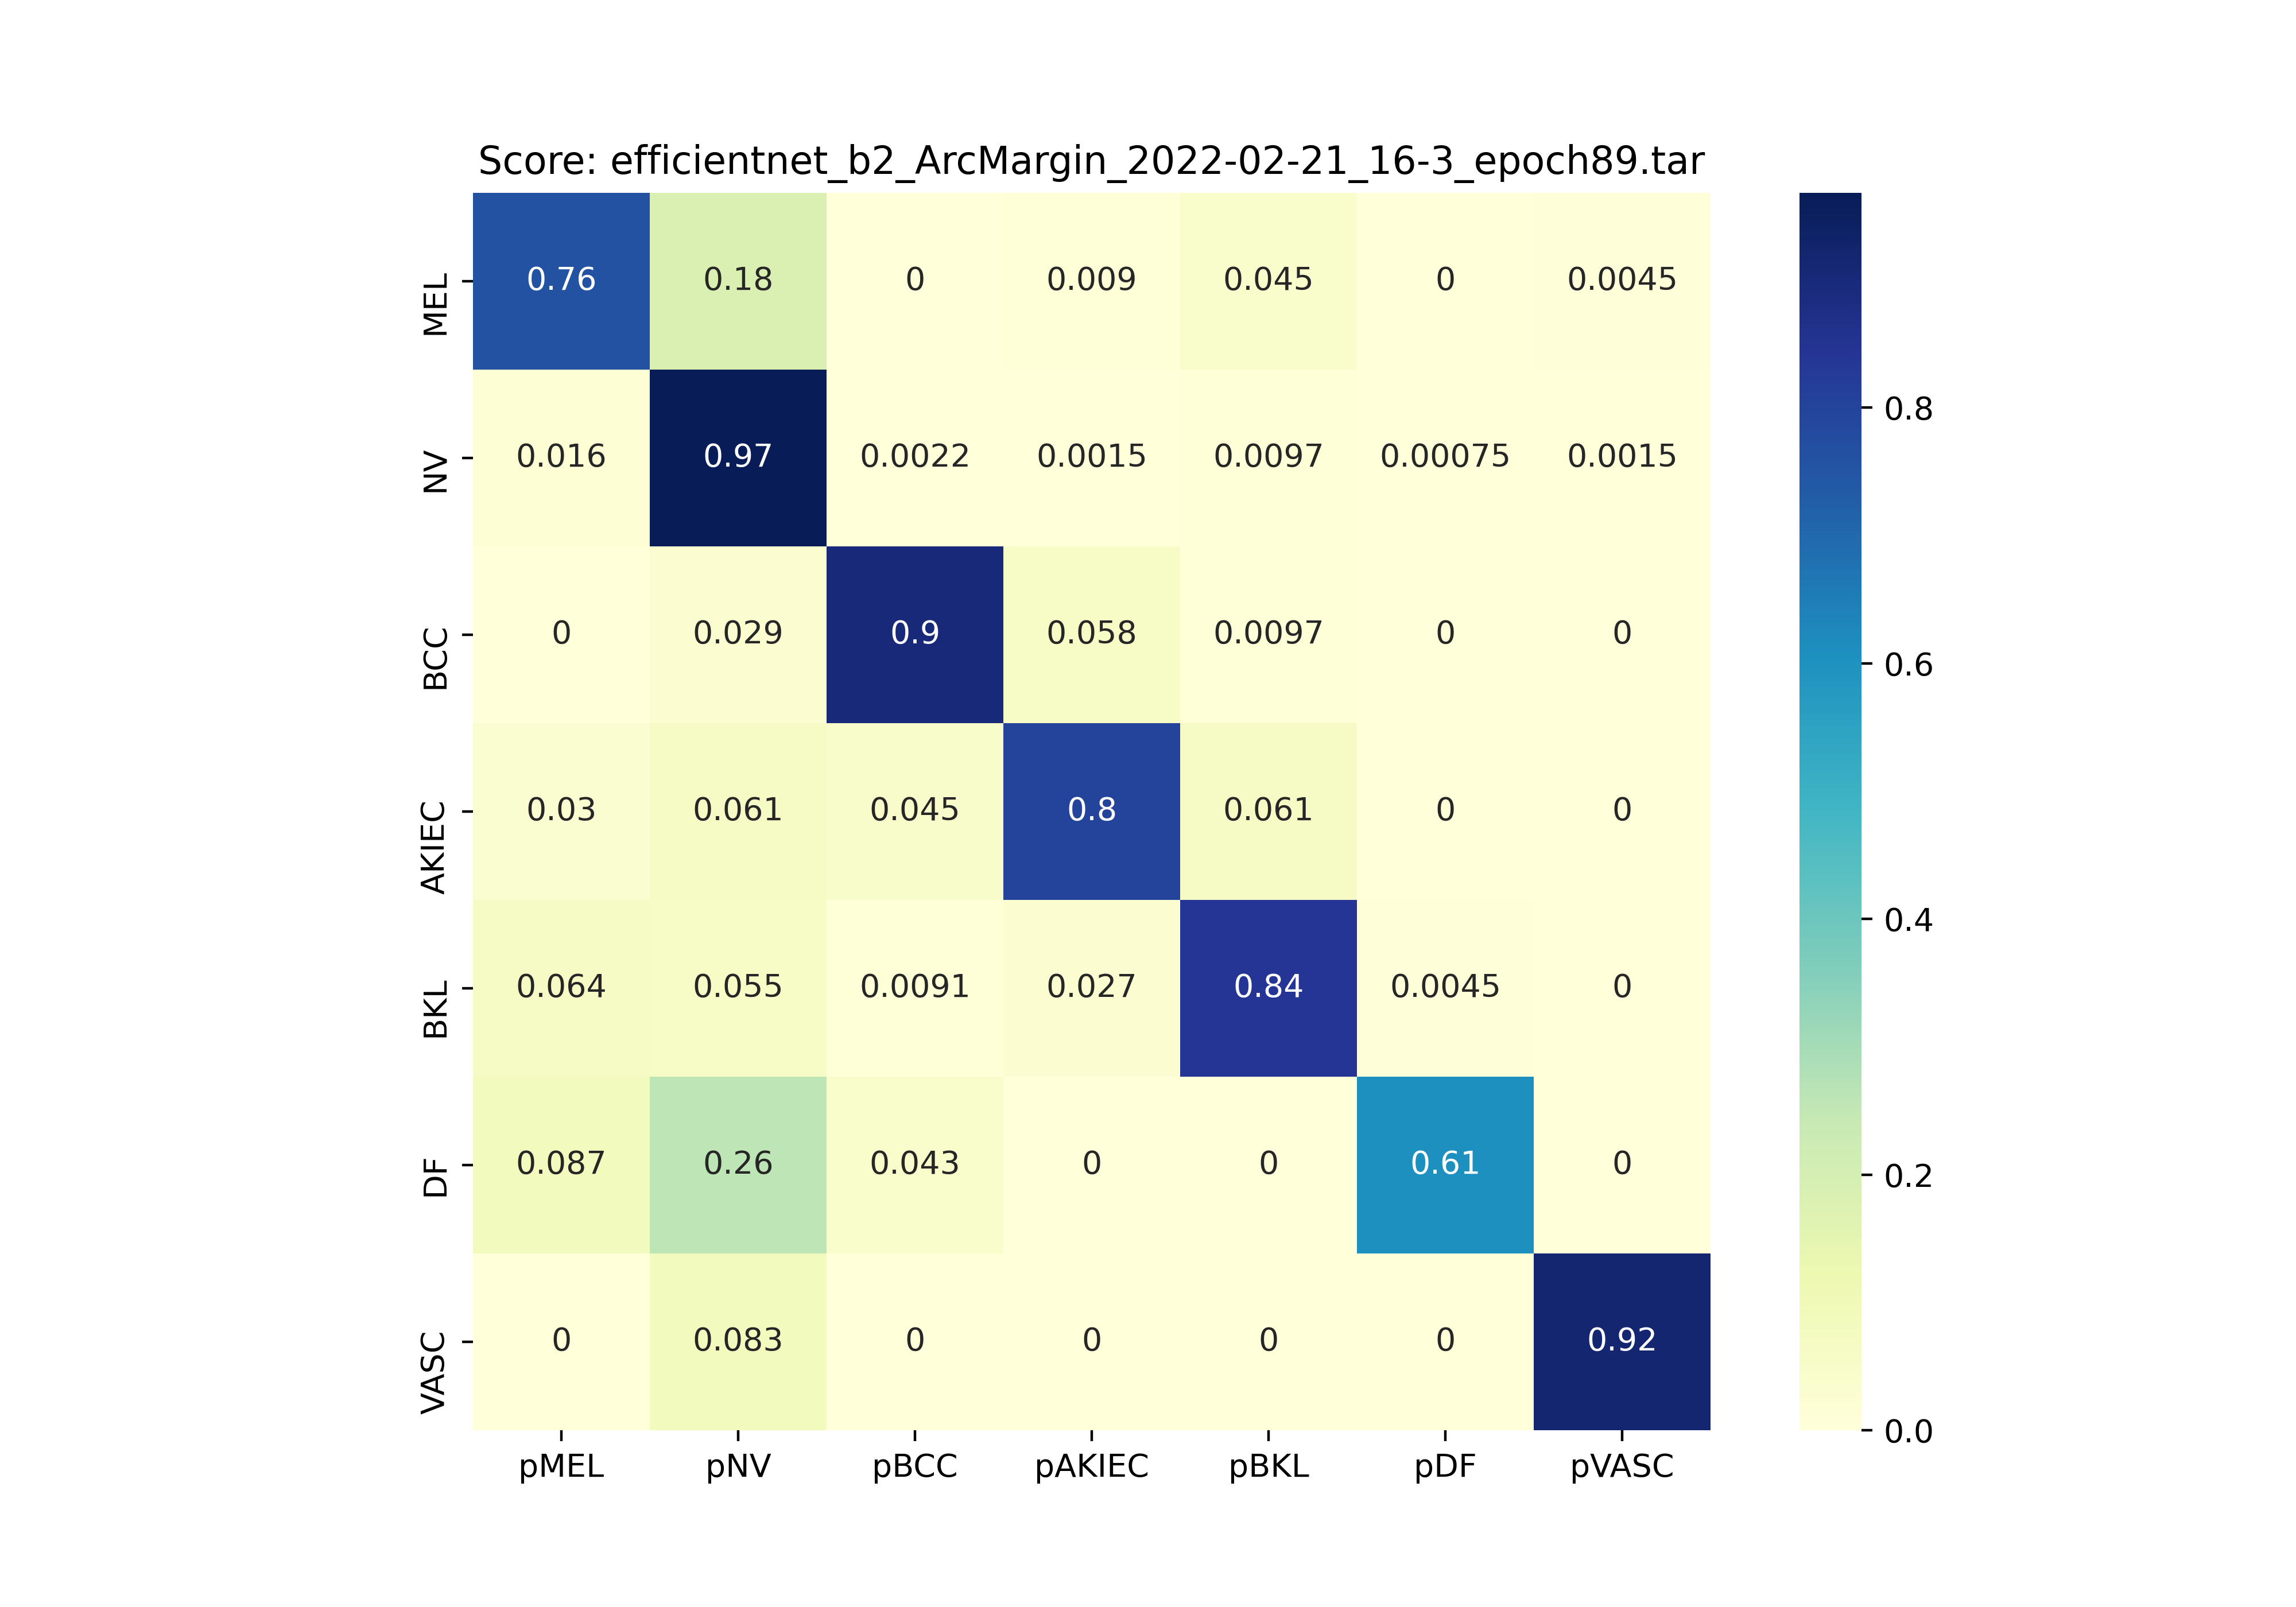 Score: efficientnet_b2_ArcMargin_2022-02-21_16-3_epoch89.tar
MEL 0.76 0.18 0 0.009 0.045 0 0.0045
NV 0.016 0.97 0.0022 0.0015 0.0097 0.00075 0.0015
BCC 0 0.029 0.9 0.058 0.0097 0 0
AKIEC 0.03 0.061 0.045 0.8 0.061 0 0
BKL 0.064 0.055 0.0091 0.027 0.84 0.0045 0
DF 0.087 0.26 0.043 0 0 0.61 0
VASC 0 0.083 0 0 0 0 0.92
pMEL pNV pBCC pAKIEC pBKL pDF pVASC
0.8
0.6
0.4
0.2
0.0